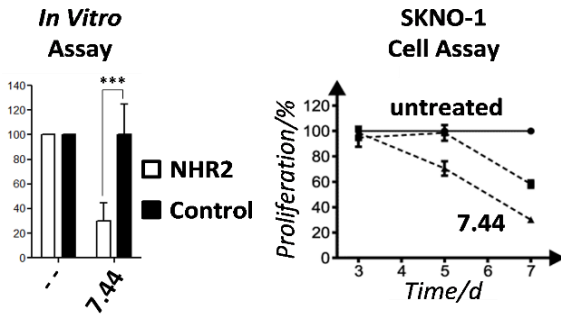 In Vitro
Assay
140
120
100
80
60
40
20
0
***
- -
7.44
NHR2
Control
SKNO-1
Cell Assay
Proliferation/%
120
100
80
60
40
20
0
untreated
7.44
3 4 5 6 7
Time/d